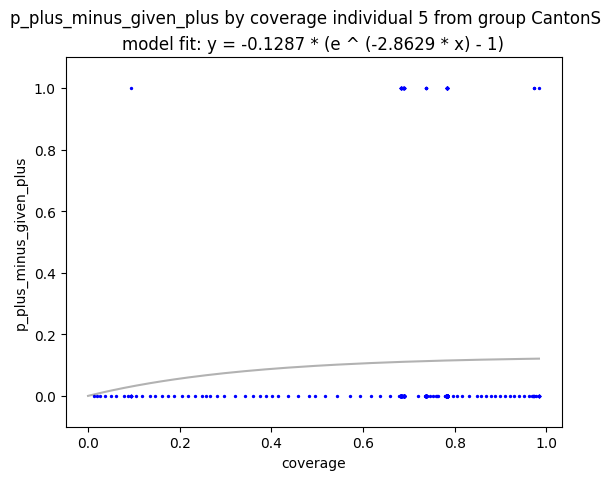 p_plus_minus_given_plus by coverage individual 5 from group CantonS
model fit: y = -0.1287 * (e ^ (-2.8629 * x) - 1)
1.0
0.8
0.6
0.4
0.2
0.0
p_plus_minus_given_plus
0.0 0.2 0.4 0.6 0.8 1.0
coverage